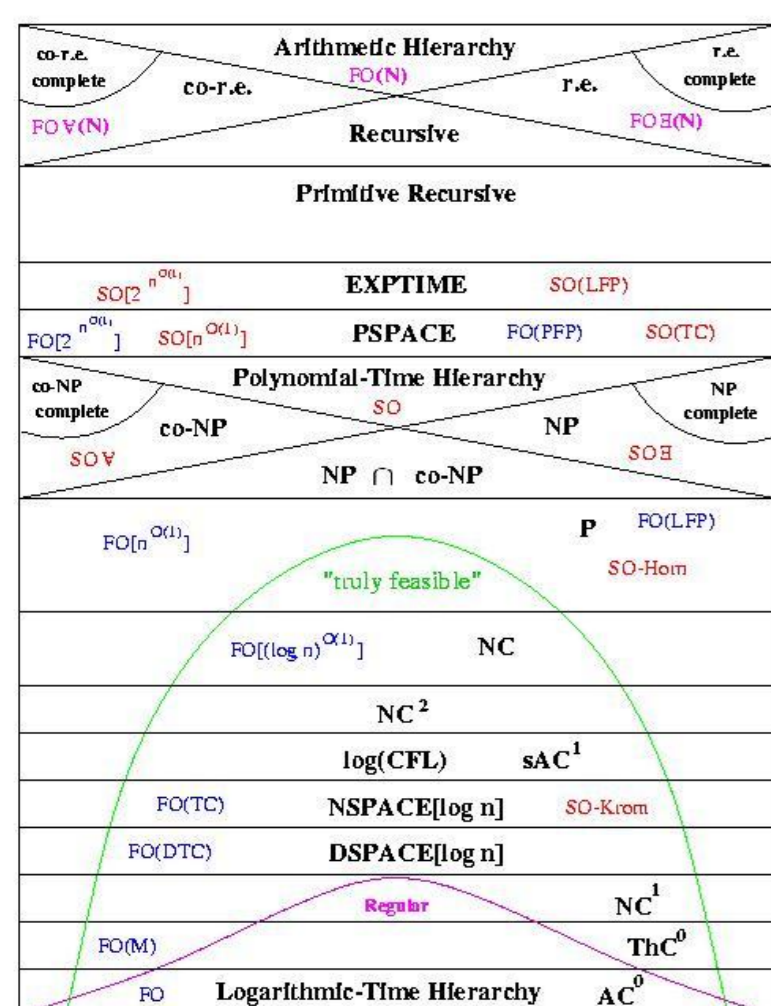 Arithmetic Hierarchy
co-r.e. complete
co-r.e.
FO(N)
r.e.
r.e. complete
FO∀(N)
Recursive
FO∃(N)
Primitive Recursive
SO[2^n^O(1)] EXPTIME SO(LFP)
FO[2^n^O(1)] SO[n^O(1)] PSPACE FO(PFP) SO(TC)
Polynomial-Time Hierarchy
co-NP complete
co-NP
SO
NP
NP complete
SO∀
SO∃
NP ∩ co-NP
FO[n^O(1)] P FO(LFP)
"truly feasible" SO-Horn
FO[(log n)^O(1)] NC
NC^2
log(CFL) sAC^1
FO(TC) NSPACE[log n] SO-Krom
FO(DTC) DSPACE[log n]
Regular NC^1
FO(M) ThC^0
FO Logarithmic-Time Hierarchy AC^0